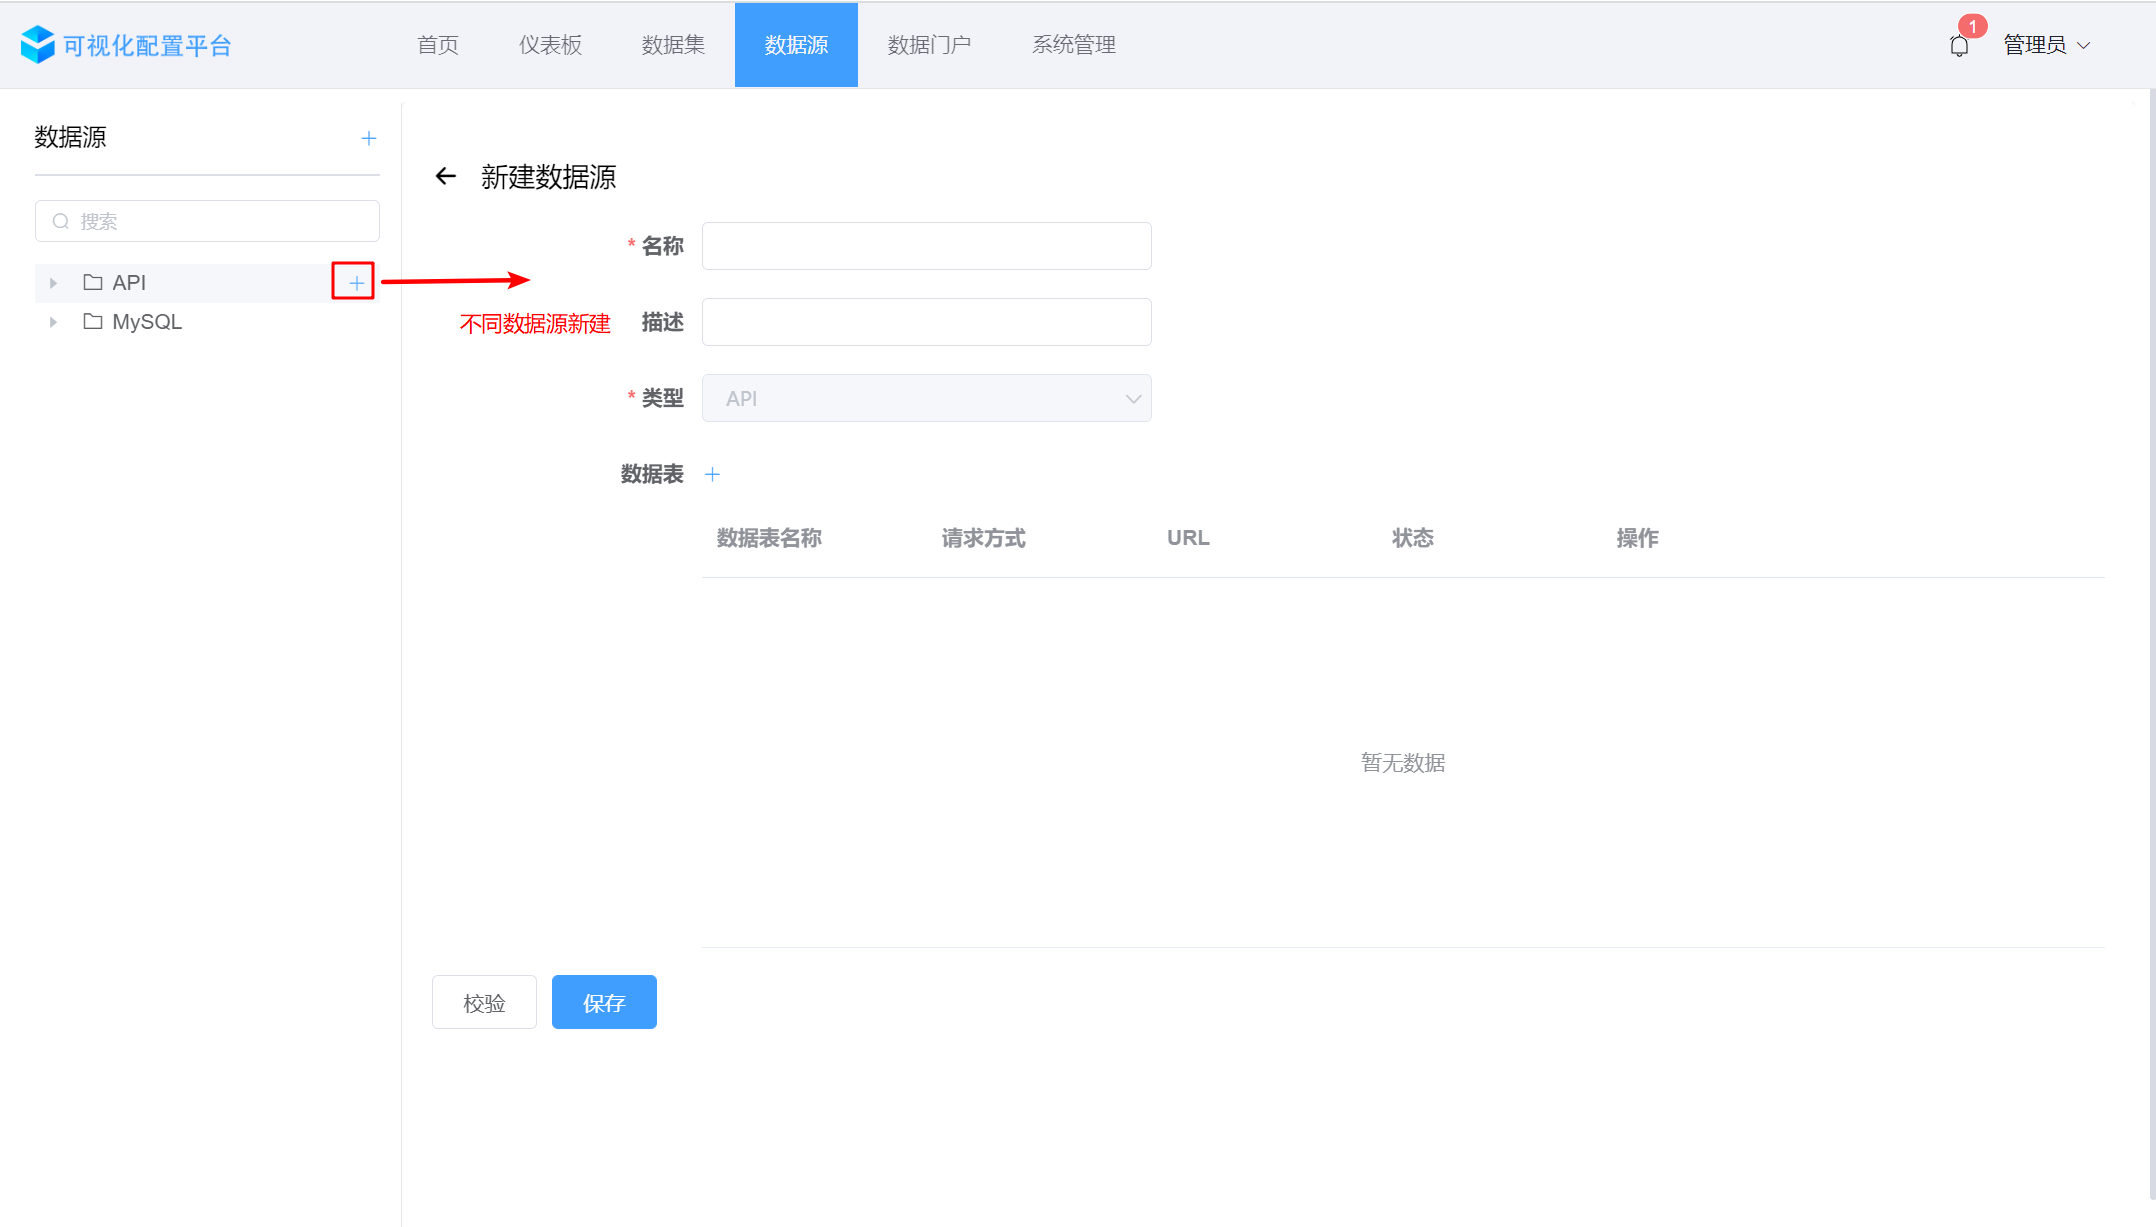 可视化配置平台
首页 仪表板 数据集 数据源 数据门户 系统管理
1
管理员
数据源 +
搜索
API +
MySQL
新建数据源
* 名称
不同数据源新建
描述
* 类型 API
数据表 +
数据表名称 请求方式 URL 状态 操作
暂无数据
校验 保存